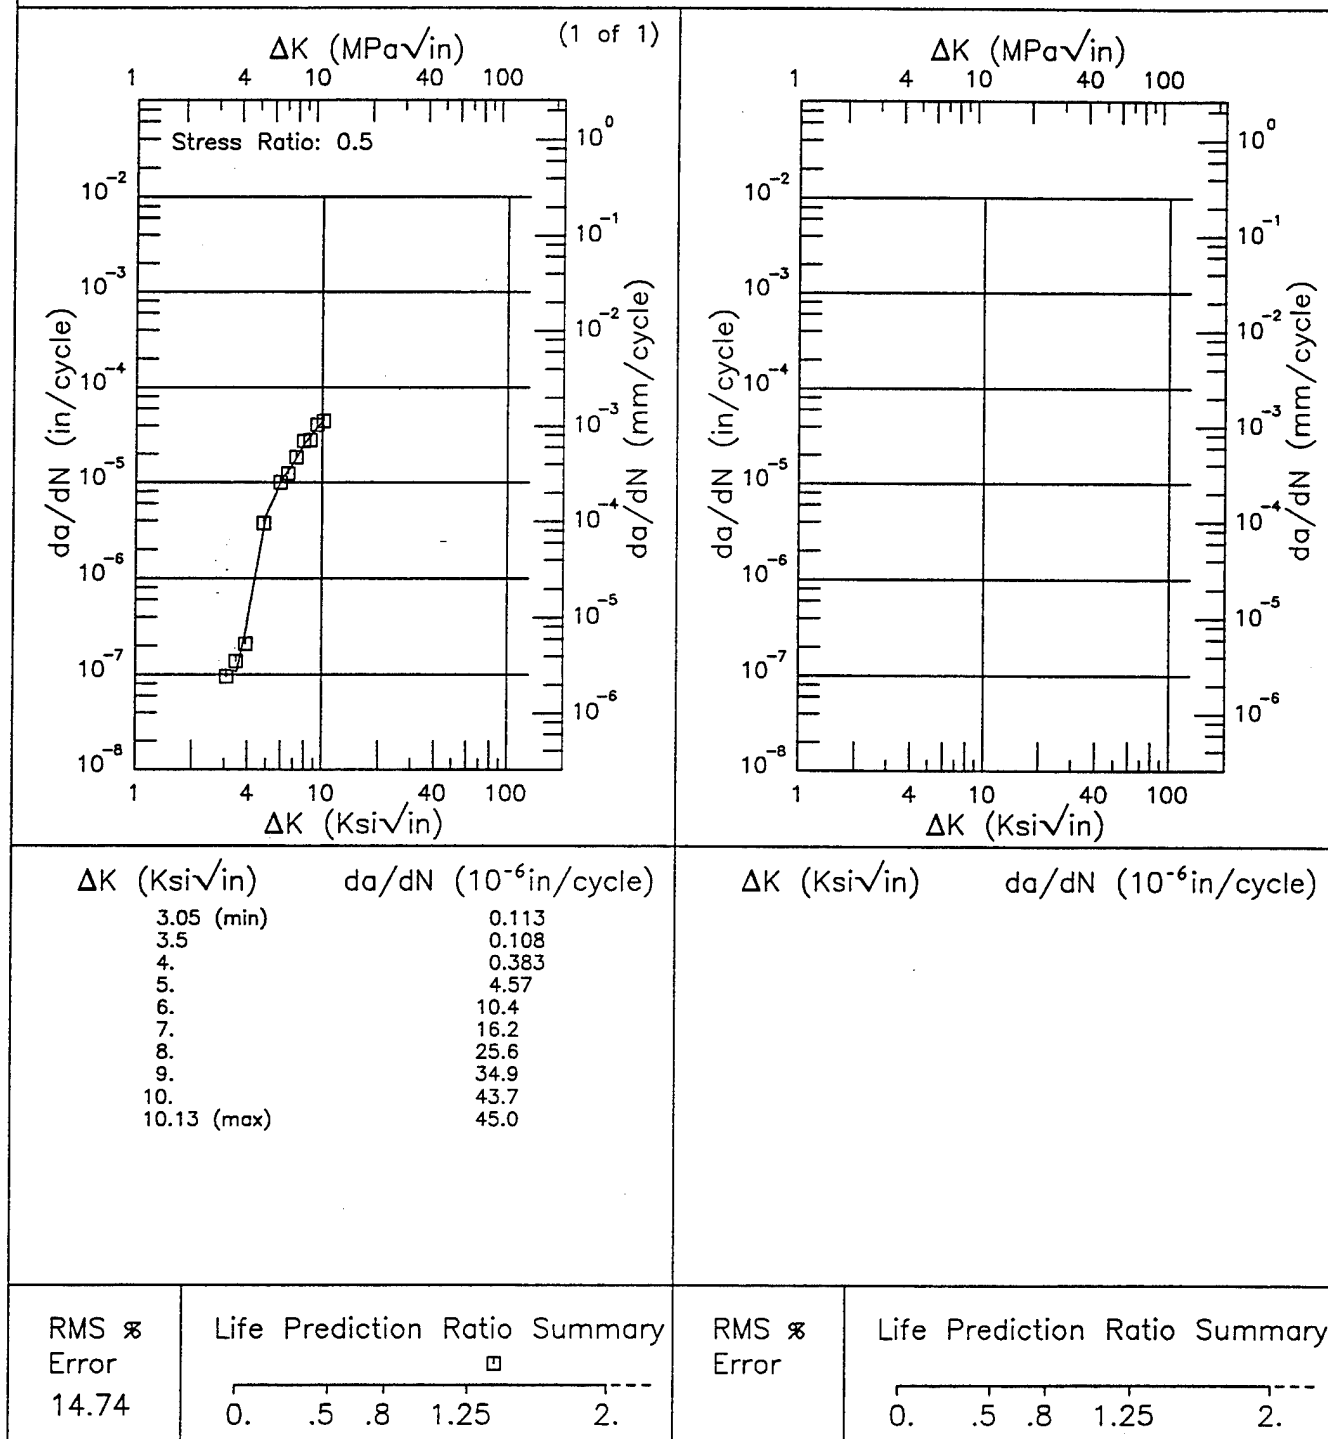 (1 of 1)
ΔK (MPa√in)
1 4 10 40 100
Stress Ratio: 0.5
da/dN (in/cycle)
10⁻²
10⁻³
10⁻⁴
10⁻⁵
10⁻⁶
10⁻⁷
10⁻⁸
10⁰
10⁻¹
10⁻²
10⁻³
10⁻⁴
10⁻⁵
10⁻⁶
da/dN (mm/cycle)
1 4 10 40 100
ΔK (Ksi√in)
ΔK (MPa√in)
1 4 10 40 100
da/dN (in/cycle)
10⁻²
10⁻³
10⁻⁴
10⁻⁵
10⁻⁶
10⁻⁷
10⁻⁸
10⁰
10⁻¹
10⁻²
10⁻³
10⁻⁴
10⁻⁵
10⁻�6
da/dN (mm/cycle)
1 4 10 40 100
ΔK (Ksi√in)
ΔK (Ksi√in) da/dN (10⁻⁶in/cycle)
3.05 (min) 0.113
3.5 0.108
4. 0.383
5. 4.57
6. 10.4
7. 16.2
8. 25.6
9. 34.9
10. 43.7
10.13 (max) 45.0
ΔK (Ksi√in) da/dN (10⁻⁶in/cycle)
RMS %
Error
14.74
Life Prediction Ratio Summary
0. .5 .8 1.25 2.
RMS %
Error
Life Prediction Ratio Summary
0. .5 .8 1.25 2.